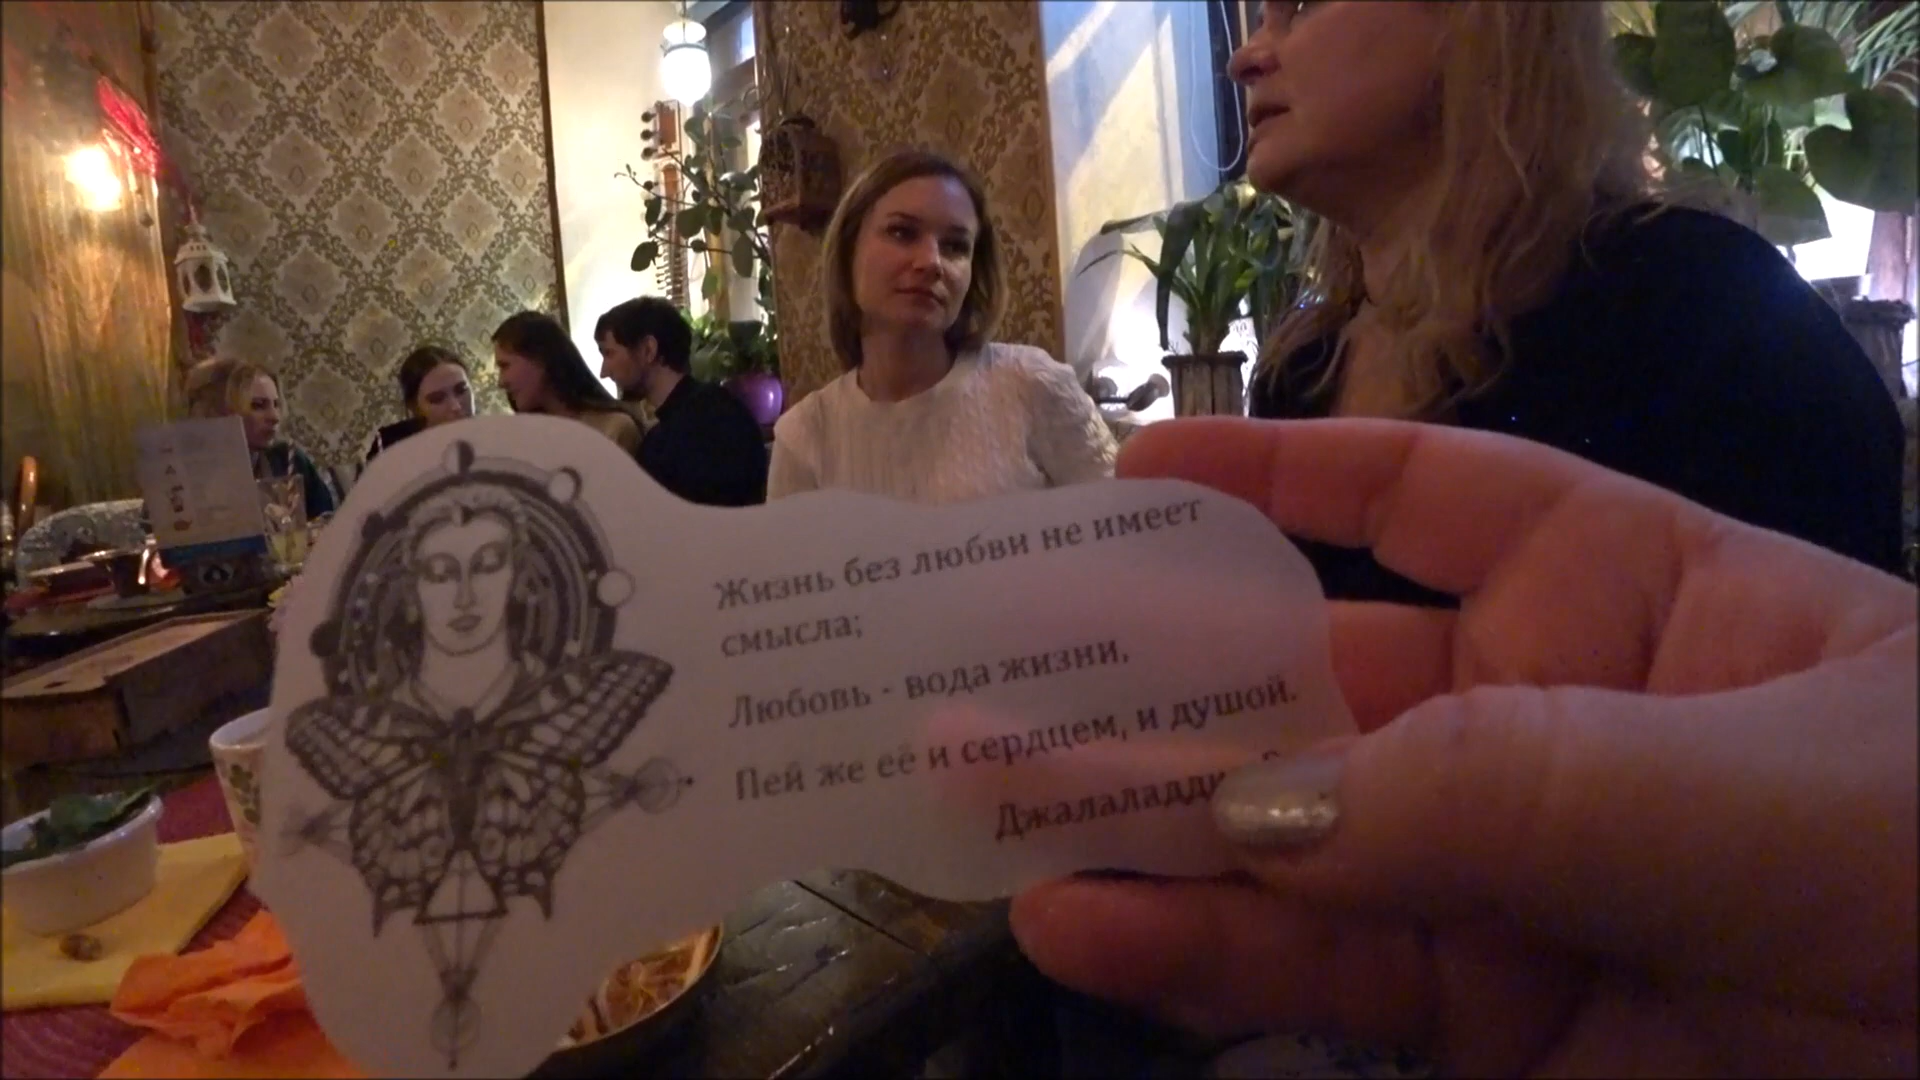 Жизнь без любви не имеет
смысла;
Любовь - вода жизни,
Пей же её и сердцем, и душой.